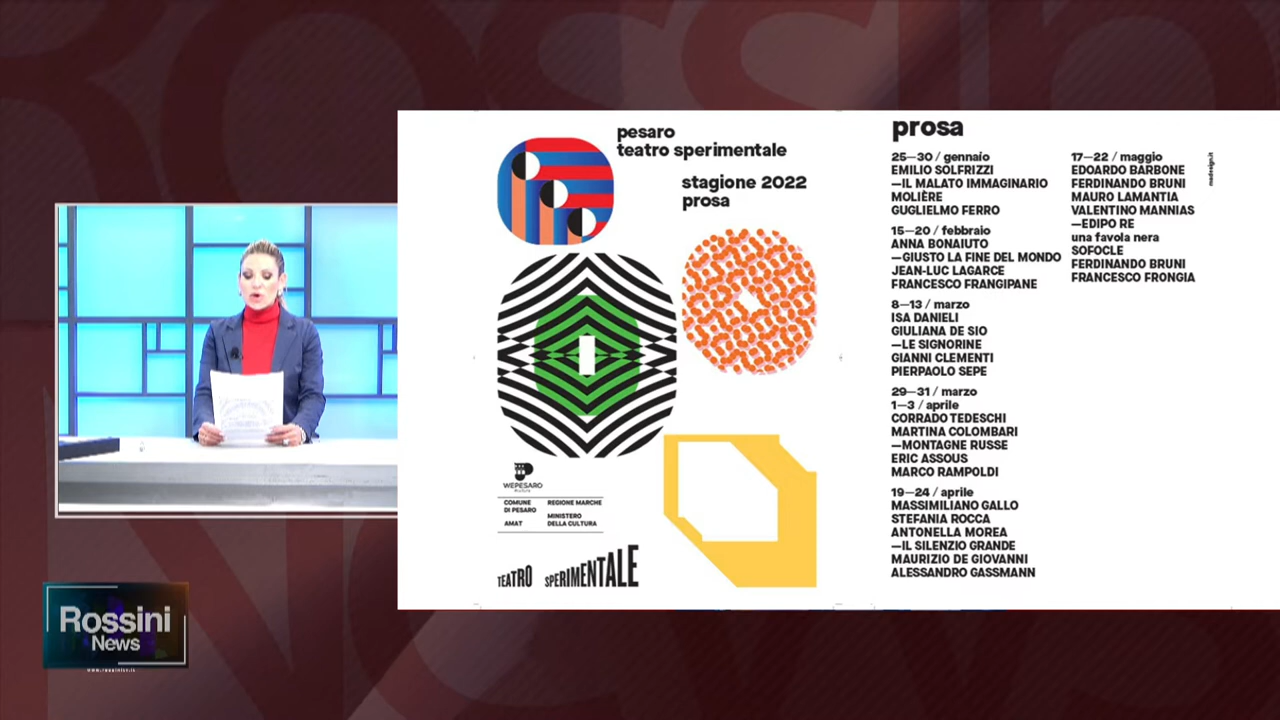 pesaro
teatro sperimentale
stagione 2022
prosa
WEPESARO
COMUNE
DI PESARO
AMAT
REGIONE MARCHE
MINISTERO
DELLA CULTURA
TEATRO SPERIMENTALE
prosa
25—30 / gennaio
EMILIO SOLFRIZZI
—IL MALATO IMMAGINARIO
MOLIÈRE
GUGLIELMO FERRO
15—20 / febbraio
ANNA BONAIUTO
—GIUSTO LA FINE DEL MONDO
JEAN-LUC LAGARCE
FRANCESCO FRANGIPANE
8—13 / marzo
ISA DANIELI
GIULIANA DE SIO
—LE SIGNORINE
GIANNI CLEMENTI
PIERPAOLO SEPE
29—31 / marzo
1—3 / aprile
CORRADO TEDESCHI
MARTINA COLOMBARI
—MONTAGNE RUSSE
ERIC ASSOUS
MARCO RAMPOLDI
19—24 / aprile
MASSIMILIANO GALLO
STEFANIA ROCCA
ANTONELLA MOREA
—IL SILENZIO GRANDE
MAURIZIO DE GIOVANNI
ALESSANDRO GASSMANN
17—22 / maggio
EDOARDO BARBONE
FERDINANDO BRUNI
MAURO LAMANTIA
VALENTINO MANNIAS
—EDIPO RE
una favola nera
SOFOCLE
FERDINANDO BRUNI
FRANCESCO FRONGIA
Rossini
News
www.rossinitv.it